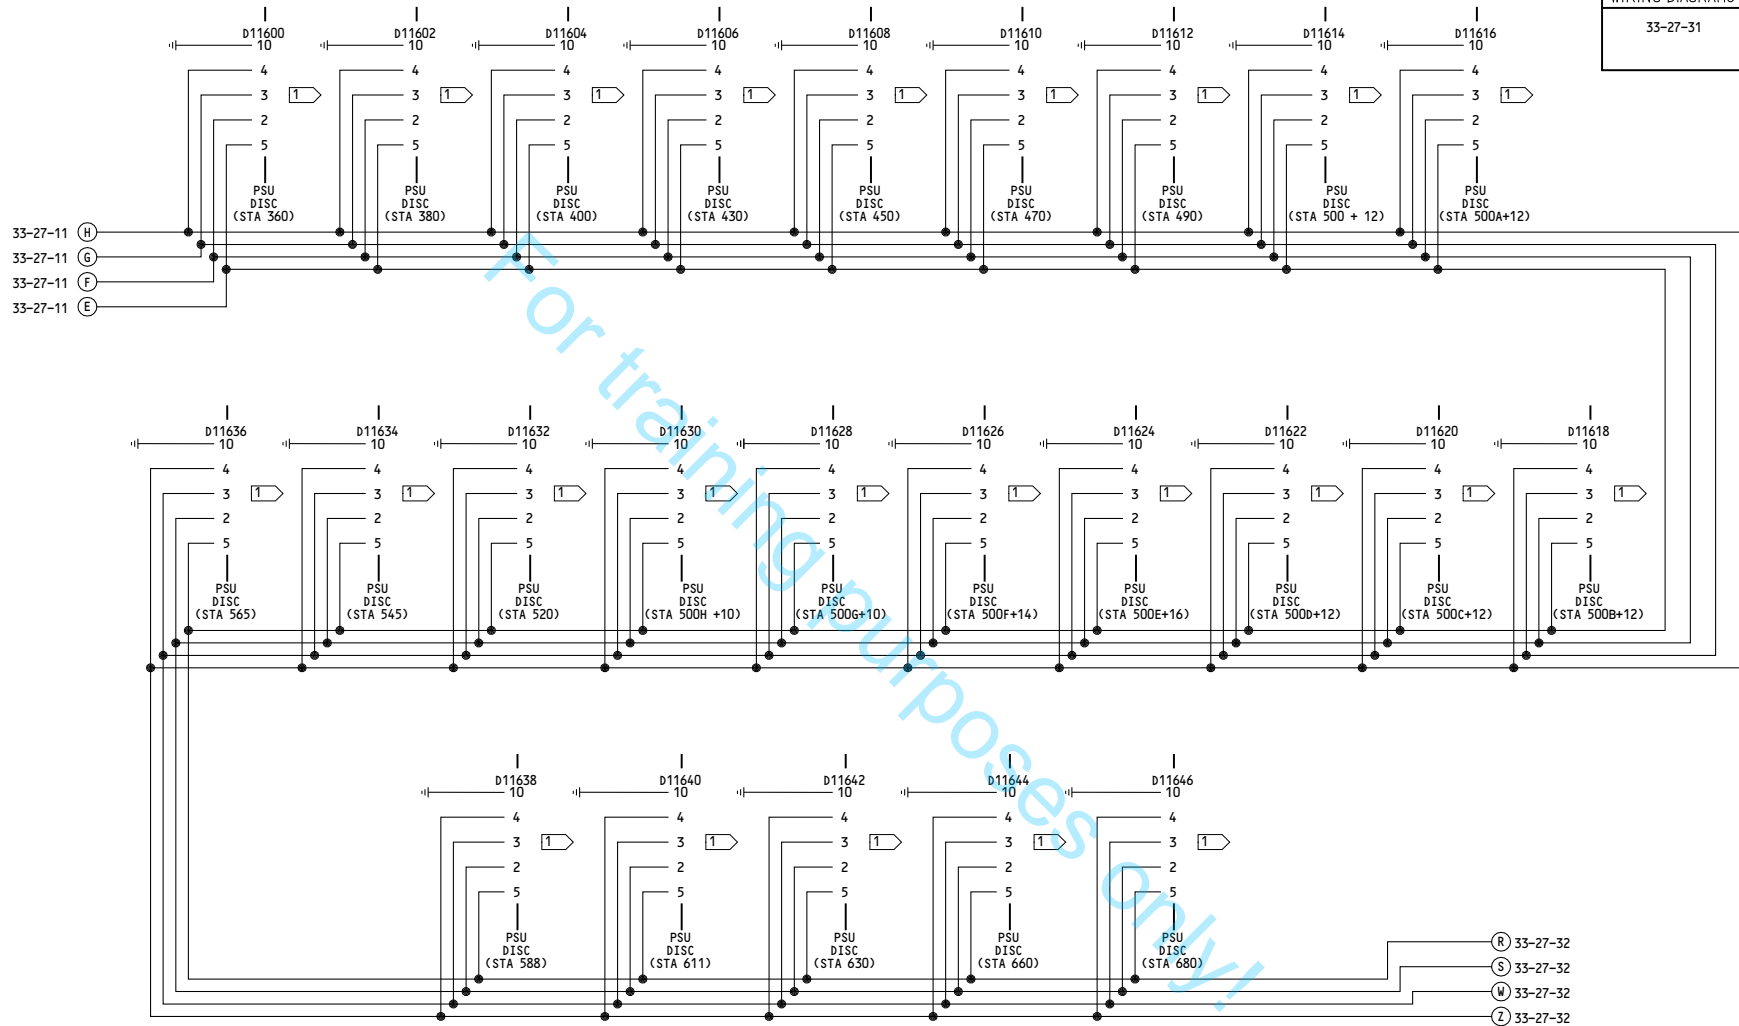 WIRING DIAGRAMS
33-27-31
D11600 D11602 D11604 D11606 D11608 D11610 D11612 D11614 D11616
10 10 10 10 10 10 10 10 10
4 4 4 4 4 4 4 4 4
3 1 3 1 3 1 3 1 3 1 3 1 3 1 3 1 3 1
2 2 2 2 2 2 2 2 2
5 5 5 5 5 5 5 5 5
PSU PSU PSU PSU PSU PSU PSU PSU PSU
DISC DISC DISC DISC DISC DISC DISC DISC DISC
(STA 360) (STA 380) (STA 400) (STA 430) (STA 450) (STA 470) (STA 490) (STA 500 + 12) (STA 500A+12)
33-27-11 H
33-27-11 G
33-27-11 F
33-27-11 E
D11636 D11634 D11632 D11630 D11628 D11626 D11624 D11622 D11620 D11618
10 10 10 10 10 10 10 10 10 10
4 4 4 4 4 4 4 4 4 4
3 1 3 1 3 1 3 1 3 1 3 1 3 1 3 1 3 1 3 1
2 2 2 2 2 2 2 2 2 2
5 5 5 5 5 5 5 5 5 5
PSU PSU PSU PSU PSU PSU PSU PSU PSU PSU
DISC DISC DISC DISC DISC DISC DISC DISC DISC DISC
(STA 565) (STA 545) (STA 520) (STA 500H +10) (STA 500G+10) (STA 500F+14) (STA 500E+16) (STA 500D+12) (STA 500C+12) (STA 500B+12)
D11638 D11640 D11642 D11644 D11646
10 10 10 10 10
4 4 4 4 4
3 1 3 1 3 1 3 1 3 1
2 2 2 2 2
5 5 5 5 5
PSU PSU PSU PSU PSU
DISC DISC DISC DISC DISC
(STA 588) (STA 611) (STA 630) (STA 660) (STA 680)
R 33-27-32
S 33-27-32
W 33-27-32
Z 33-27-32
For training purposes only!